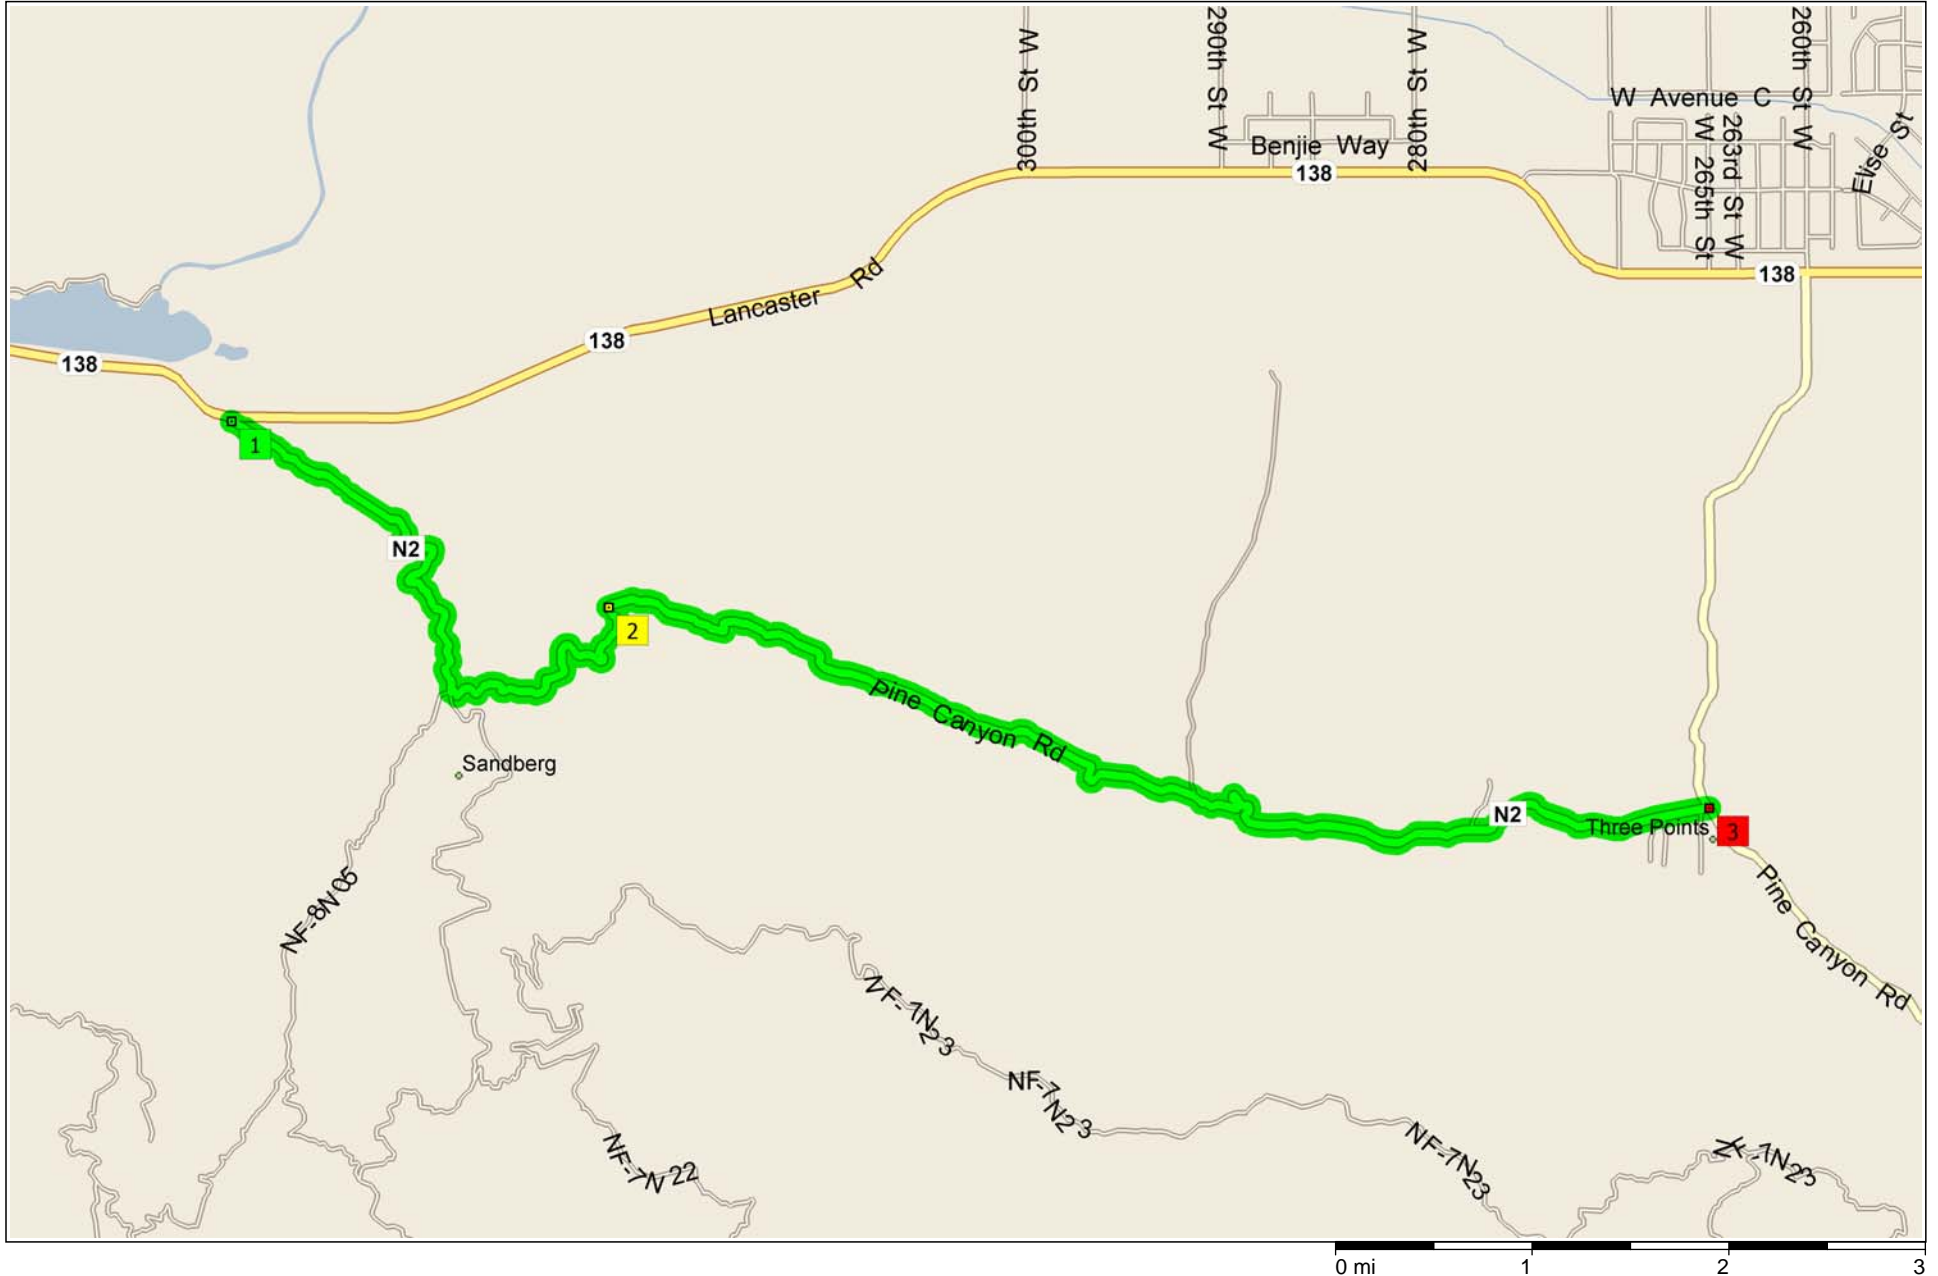 300th St W
290th St W
280th St W
260th St W
W Avenue C
Benjie Way
263rd St W
W 265th St
Elise St
138
138
138
138
Lancaster Rd
1
N2
2
Pine Canyon Rd
Sandberg
N2
Three Points
3
Pine Canyon Rd
NF-8N05
NF-7N23
NF-7N23
NF-7N23
NF-7N22
0 mi 1 2 3